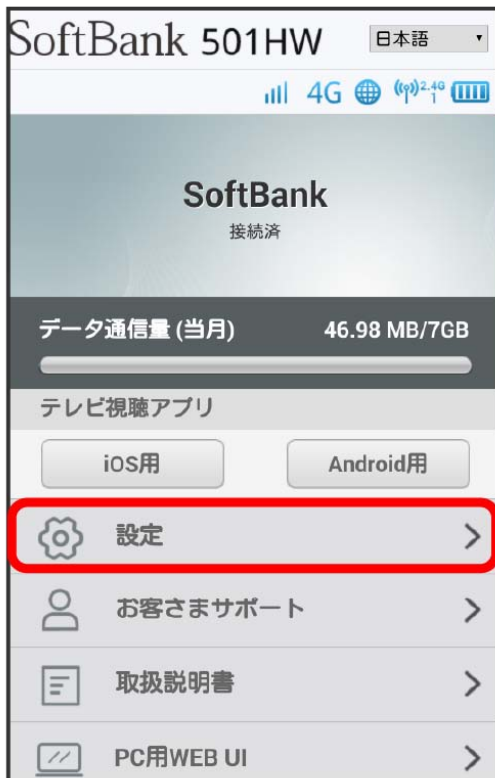 SoftBank 501HW 日本語
4G 2.4G 1
SoftBank
接続済
データ通信量 (当月) 46.98 MB/7GB
テレビ視聴アプリ
iOS用 Android用
設定
お客さまサポート
取扱説明書
PC用WEB UI